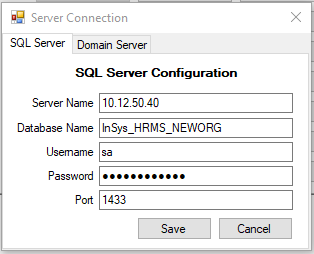 Server Connection
SQL Server Domain Server
SQL Server Configuration
Server Name 10.12.50.40
Database Name InSys_HRMS_NEWORG
Username sa
Password ●●●●●●●●●●●●
Port 1433
Save Cancel